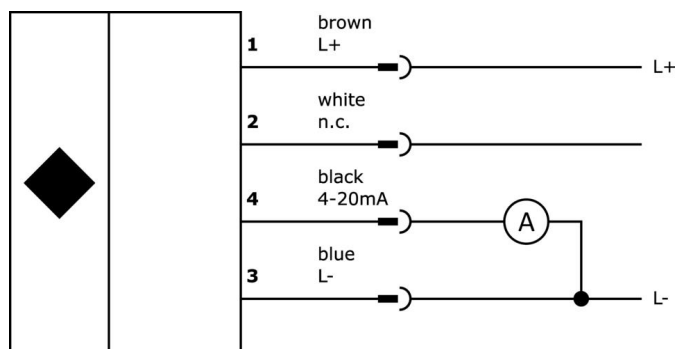 brown
1 L+
L+
white
2 n.c.
black
4 4-20mA
A
blue
3 L-
L-